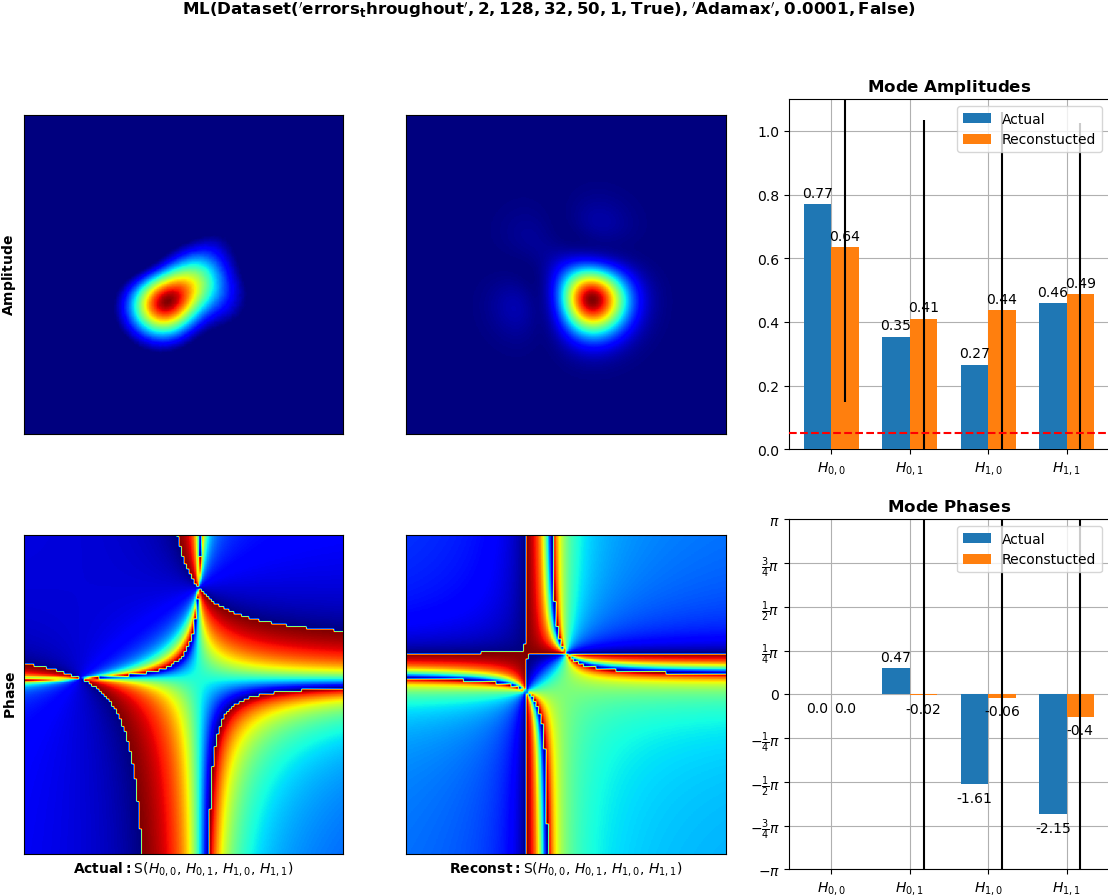 ML(Dataset('errors_throughout', 2, 128, 32, 50, 1, True), 'Adamax', 0.0001, False)
Amplitude
Mode Amplitudes
Actual
Reconstucted
1.0
0.8
0.6
0.4
0.2
0.0
0.77
0.64
0.35
0.41
0.27
0.44
0.46
0.49
H0,0
H0,1
H1,0
H1,1
Phase
Actual: S(H0,0, H0,1, H1,0, H1,1)
Reconst: S(H0,0, H0,1, H1,0, H1,1)
Mode Phases
Actual
Reconstucted
π
3/4π
1/2π
1/4π
0
−1/4π
−1/2π
−3/4π
−π
0.0
0.0
0.47
-0.02
-1.61
-0.06
-2.15
-0.4
H0,0
H0,1
H1,0
H1,1